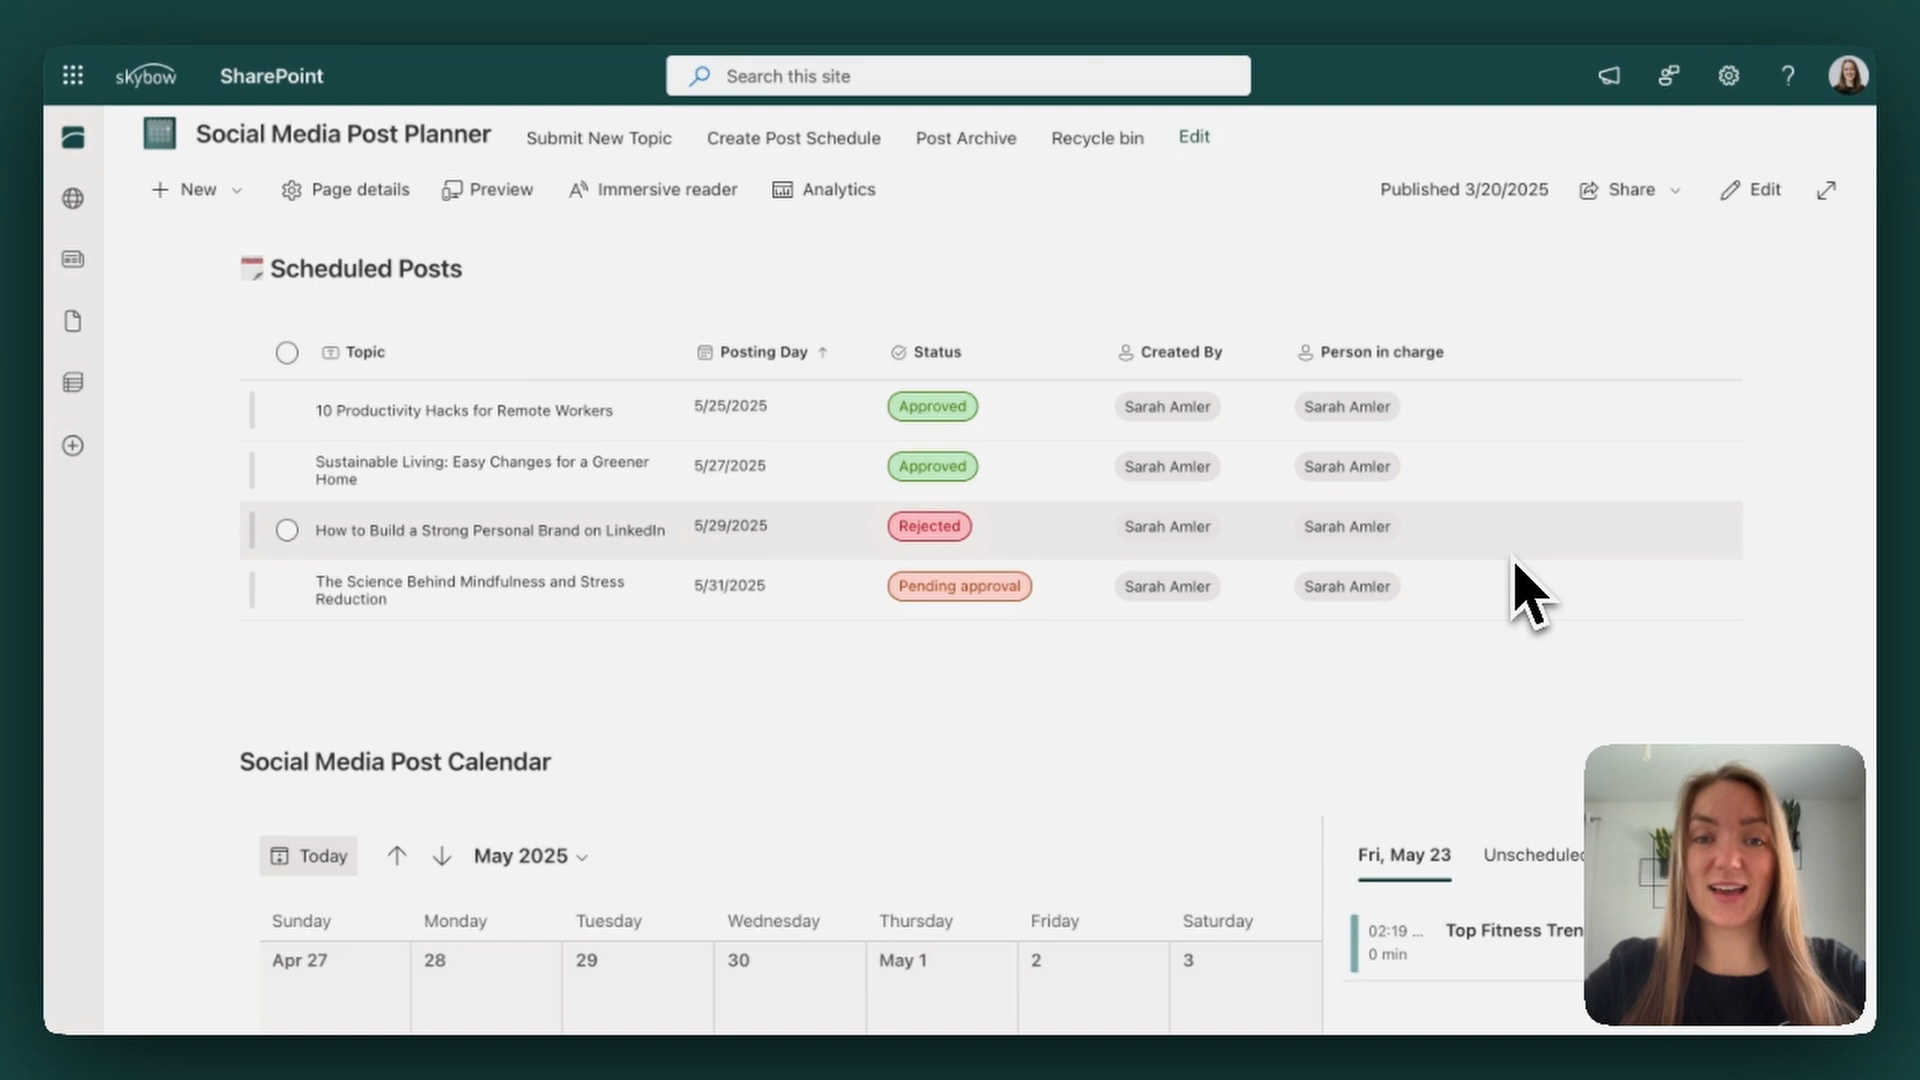 skybow
SharePoint
Search this site
?
Social Media Post Planner
Submit New Topic
Create Post Schedule
Post Archive
Recycle bin
Edit
New
Page details
Preview
Immersive reader
Analytics
Published 3/20/2025
Share
Edit
Scheduled Posts
Topic
Posting Day
Status
Created By
Person in charge
10 Productivity Hacks for Remote Workers
5/25/2025
Approved
Sarah Amler
Sarah Amler
Sustainable Living: Easy Changes for a Greener
Home
5/27/2025
Approved
Sarah Amler
Sarah Amler
How to Build a Strong Personal Brand on LinkedIn
5/29/2025
Rejected
Sarah Amler
Sarah Amler
The Science Behind Mindfulness and Stress
Reduction
5/31/2025
Pending approval
Sarah Amler
Sarah Amler
Social Media Post Calendar
Today
May 2025
Sunday
Monday
Tuesday
Wednesday
Thursday
Friday
Saturday
Apr 27
28
29
30
May 1
2
3
Fri, May 23
Unscheduled
02:19 ...
0 min
Top Fitness Tren